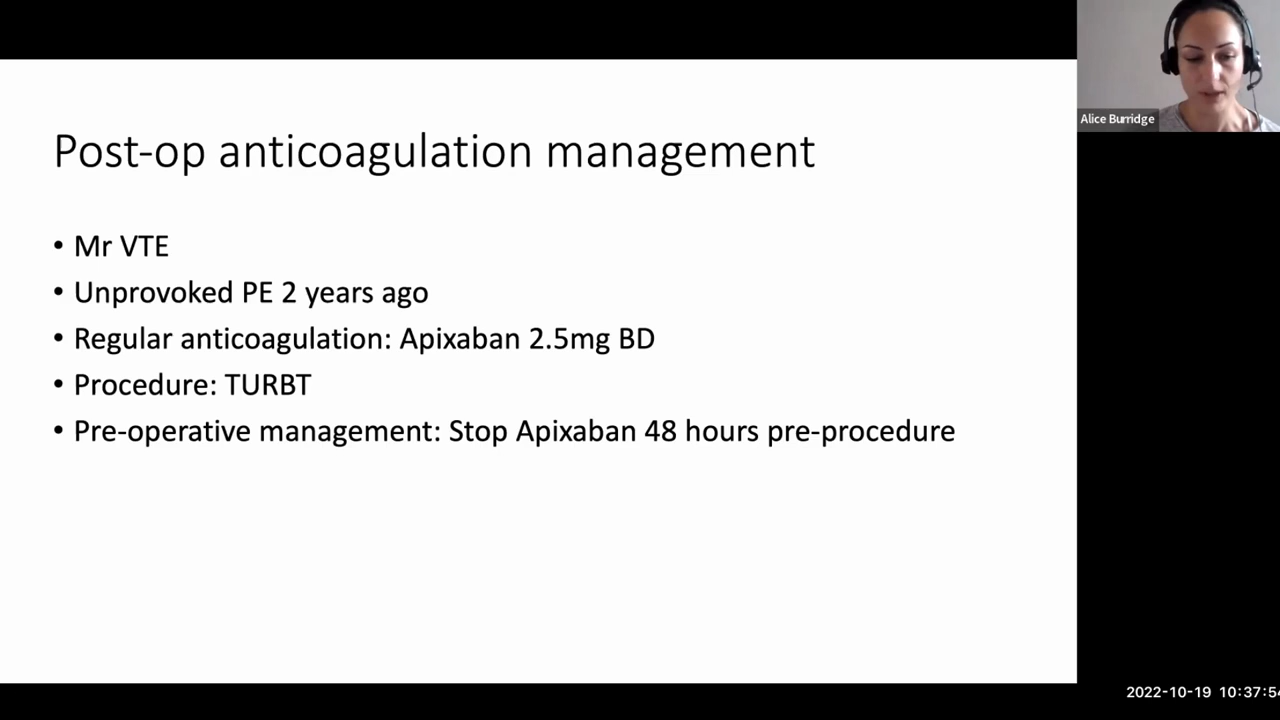 Post-op anticoagulation management
• Mr VTE
• Unprovoked PE 2 years ago
• Regular anticoagulation: Apixaban 2.5mg BD
• Procedure: TURBT
• Pre-operative management: Stop Apixaban 48 hours pre-procedure
Alice Burridge
2022-10-19 10:37:54